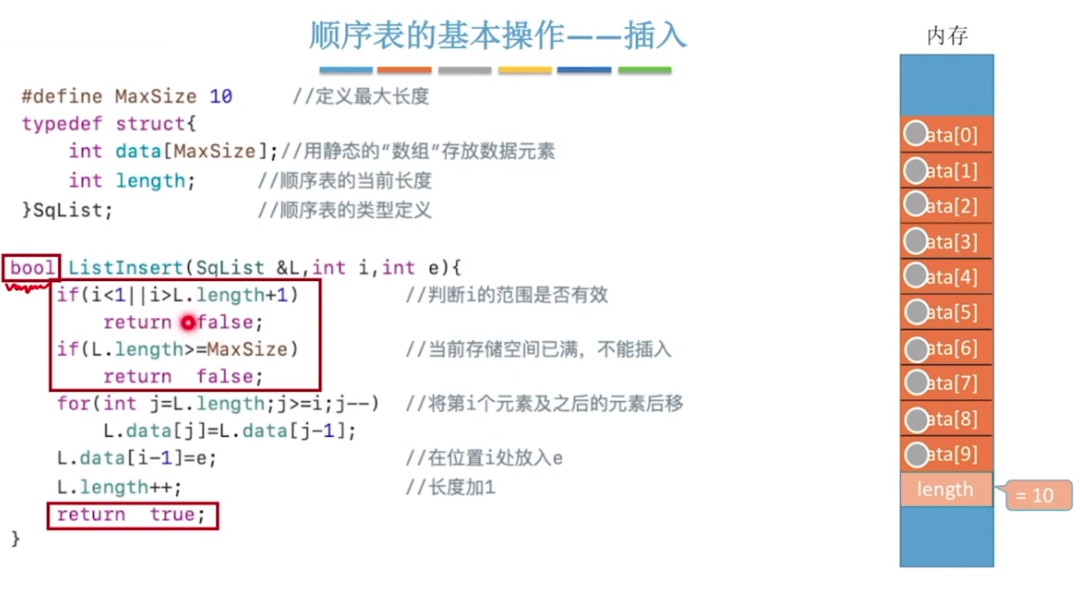 顺序表的基本操作——插入
#define MaxSize 10 //定义最大长度
typedef struct{
int data[MaxSize];//用静态的“数组”存放数据元素
int length; //顺序表的当前长度
}SqList; //顺序表的类型定义
bool ListInsert(SqList &L,int i,int e){
if(i<1||i>L.length+1) //判断i的范围是否有效
return false;
if(L.length>=MaxSize) //当前存储空间已满，不能插入
return false;
for(int j=L.length;j>=i;j--) //将第i个元素及之后的元素后移
L.data[j]=L.data[j-1];
L.data[i-1]=e; //在位置i处放入e
L.length++; //长度加1
return true;
}
内存
ata[0]
ata[1]
ata[2]
ata[3]
ata[4]
ata[5]
ata[6]
ata[7]
ata[8]
ata[9]
length
= 10